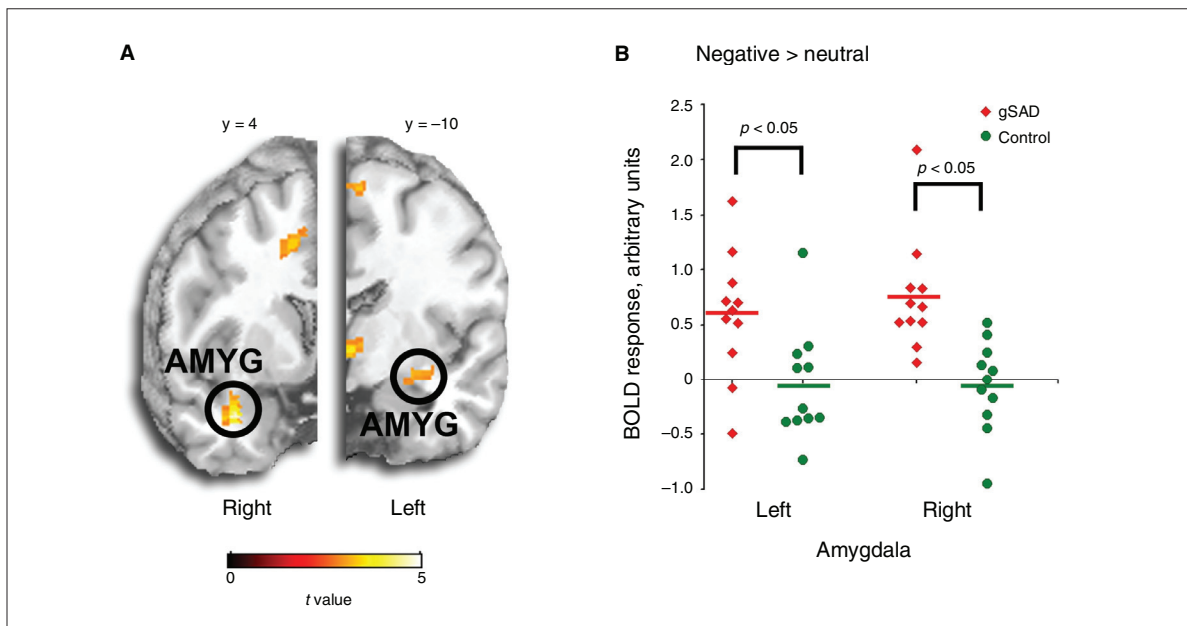 A
y = 4
y = −10
AMYG
AMYG
Right
Left
0
5
t value
B
Negative > neutral
gSAD
Control
p < 0.05
p < 0.05
BOLD response, arbitrary units
2.5
2.0
1.5
1.0
0.5
0
−0.5
−1.0
Left
Right
Amygdala